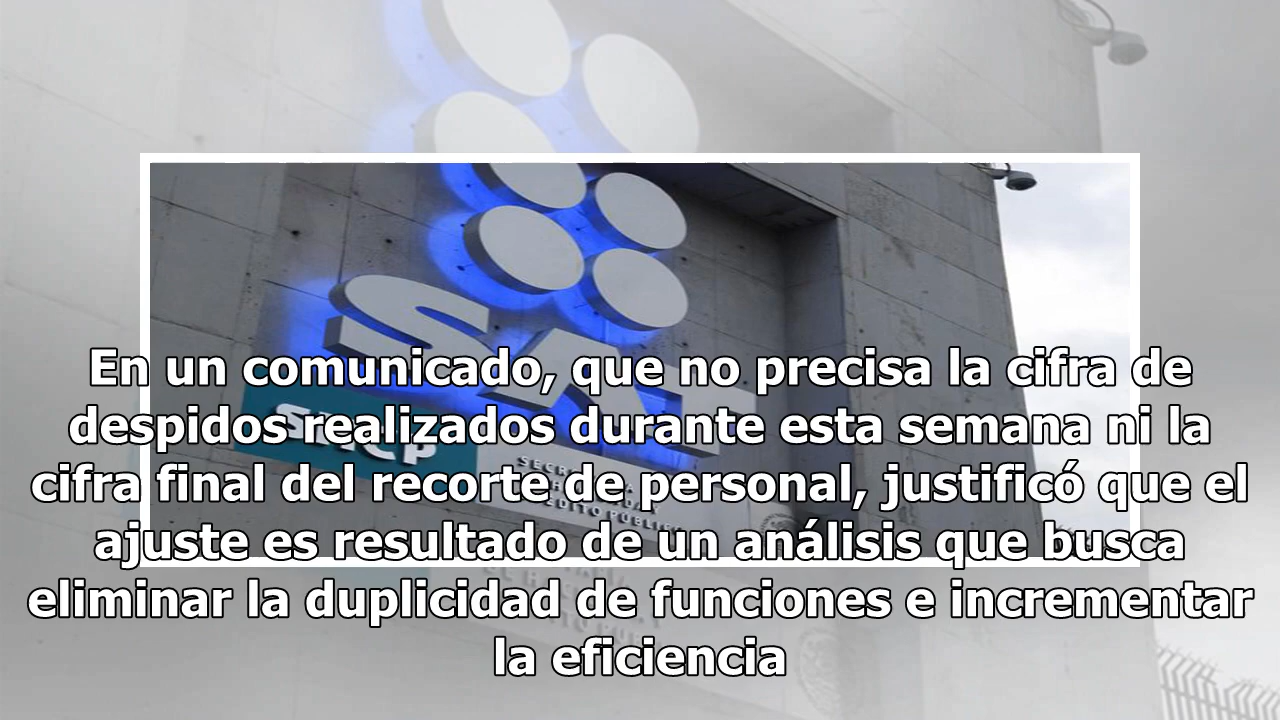 SAT
SHCP
En un comunicado, que no precisa la cifra de
despidos realizados durante esta semana ni la
cifra final del recorte de personal, justificó que el
ajuste es resultado de un análisis que busca
eliminar la duplicidad de funciones e incrementar
la eficiencia